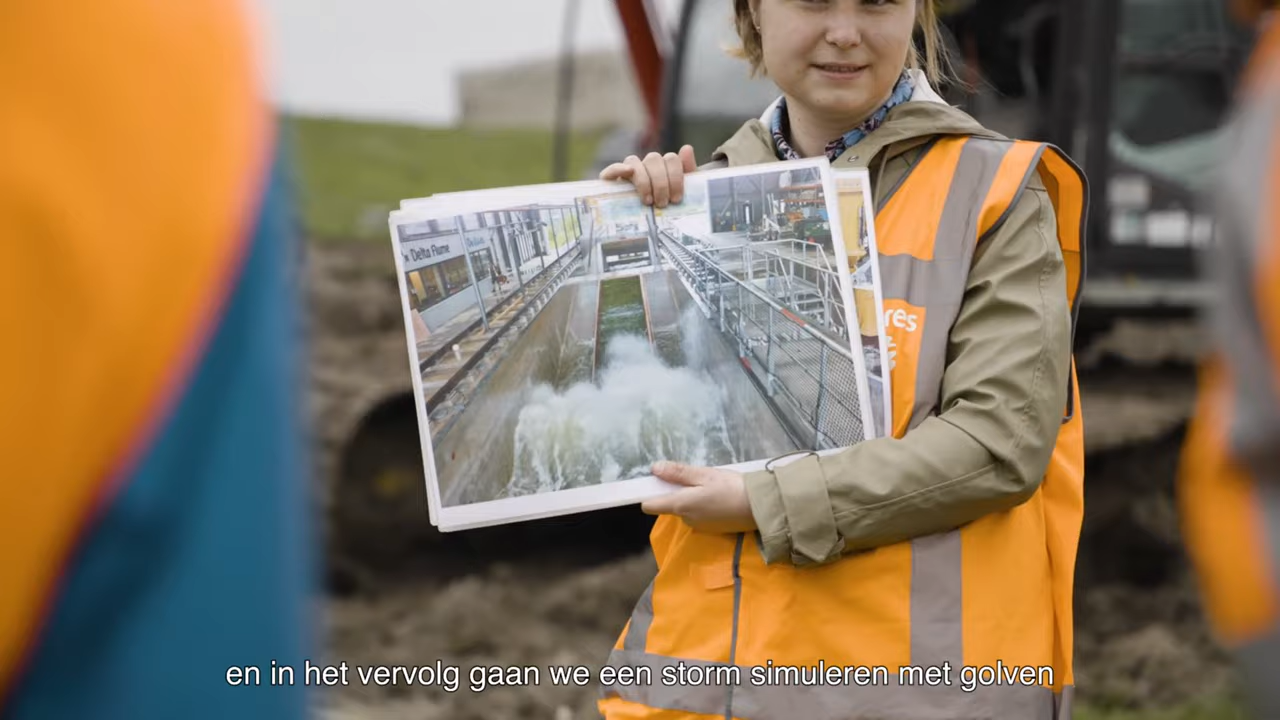 Delta Flume
res
en in het vervolg gaan we een storm simuleren met golven